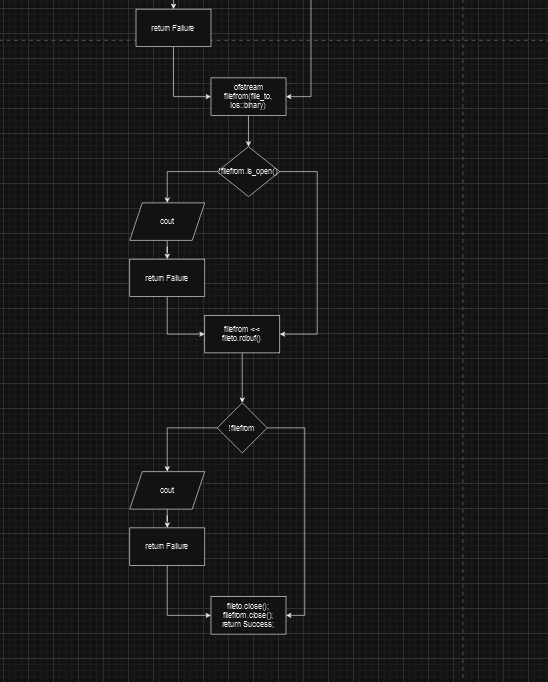 return Failure
ofstream
filefrom(file_to,
ios::binary)
!filefrom.is_open()
cout
return Failure
filefrom <<
fileto.rdbuf()
!filefrom
cout
return Failure
fileto.close();
filefrom.close();
return Success;